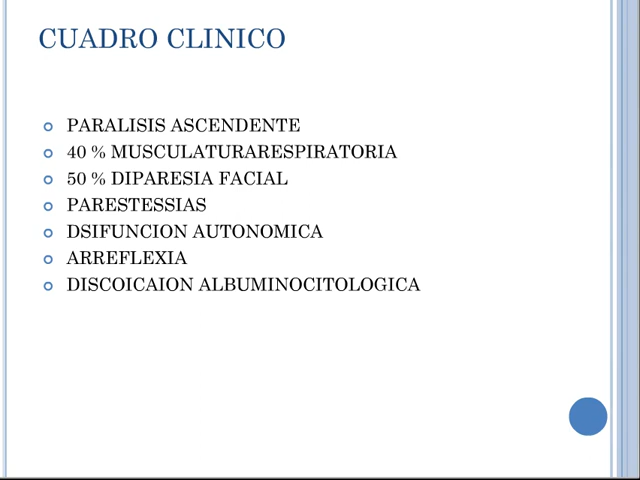 CUADRO CLINICO
PARALISIS ASCENDENTE
40 % MUSCULATURARESPIRATORIA
50 % DIPARESIA FACIAL
PARESTESSIAS
DSIFUNCION AUTONOMICA
ARREFLEXIA
DISCOICAION ALBUMINOCITOLOGICA